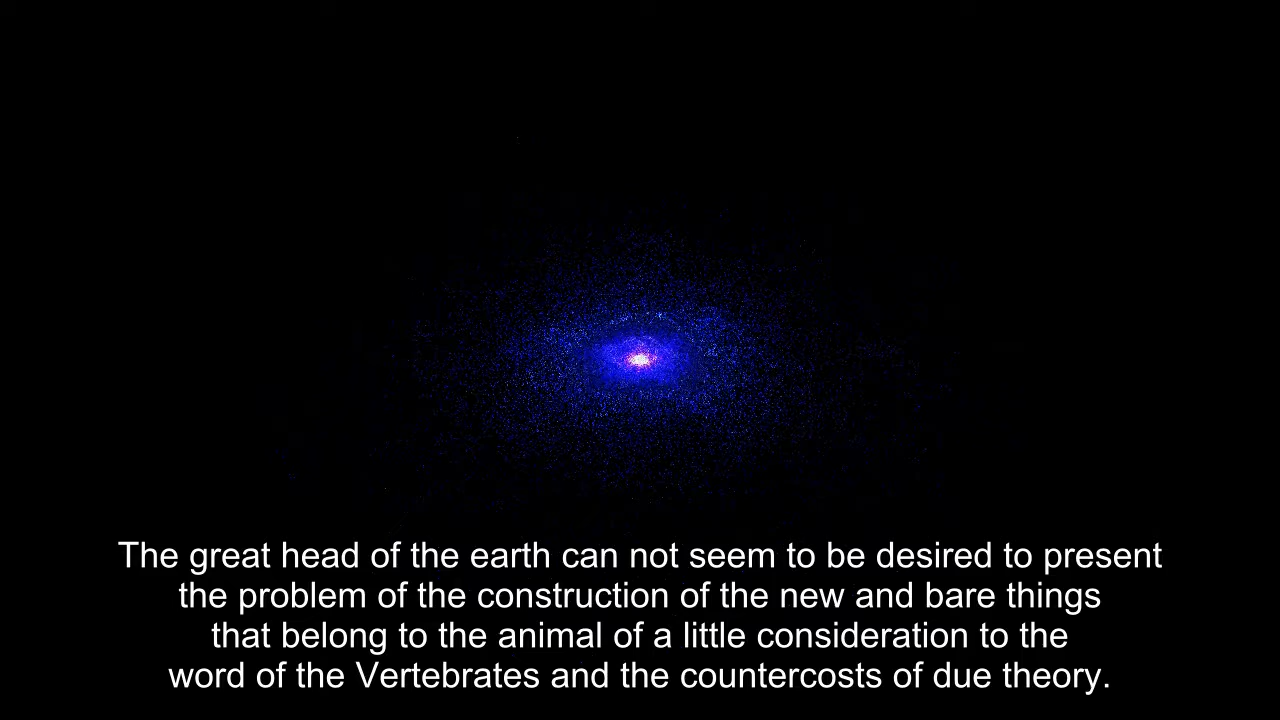 The great head of the earth can not seem to be desired to present
the problem of the construction of the new and bare things
that belong to the animal of a little consideration to the
word of the Vertebrates and the countercosts of due theory.